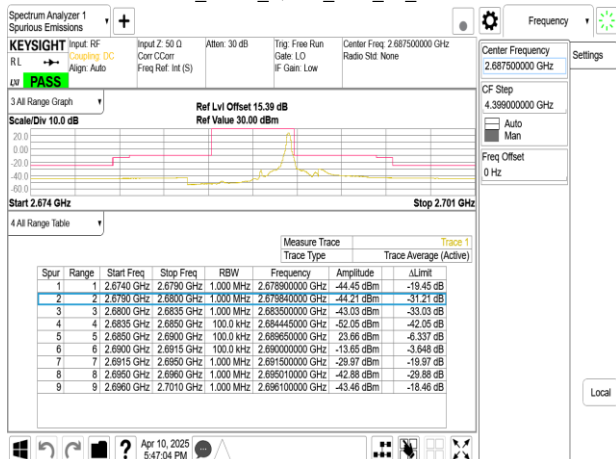 Spectrum Analyzer 1
Spurious Emissions
Frequency
KEYSIGHT Input: RF Input Z: 50 Ω Atten: 30 dB Trig: Free Run Center Freq: 2.687500000 GHz
RL Coupling: DC Corr CCorr Gate: LO Radio Std: None
Align: Auto Freq Ref: Int (S) IF Gain: Low
LXI PASS
Center Frequency
2.687500000 GHz
Settings
CF Step
4.399000000 GHz
Auto
Man
Freq Offset
0 Hz
3 All Range Graph
Ref Lvl Offset 15.39 dB
Scale/Div 10.0 dB Ref Value 30.00 dBm
20.0
0.00
-20.0
-40.0
-60.0
Start 2.674 GHz Stop 2.701 GHz
4 All Range Table
Measure Trace Trace 1
Trace Type Trace Average (Active)
Spur Range Start Freq Stop Freq RBW Frequency Amplitude ΔLimit
1 1 2.6740 GHz 2.6790 GHz 1.000 MHz 2.678900000 GHz -44.45 dBm -19.45 dB
2 2 2.6790 GHz 2.6800 GHz 1.000 MHz 2.679840000 GHz -44.21 dBm -31.21 dB
3 3 2.6800 GHz 2.6835 GHz 1.000 MHz 2.683500000 GHz -43.03 dBm -33.03 dB
4 4 2.6835 GHz 2.6850 GHz 100.0 kHz 2.684445000 GHz -52.05 dBm -42.05 dB
5 5 2.6850 GHz 2.6900 GHz 100.0 kHz 2.689650000 GHz 23.66 dBm -6.337 dB
6 6 2.6900 GHz 2.6915 GHz 100.0 kHz 2.690000000 GHz -13.65 dBm -3.648 dB
7 7 2.6915 GHz 2.6950 GHz 1.000 MHz 2.691500000 GHz -29.97 dBm -19.97 dB
8 8 2.6950 GHz 2.6960 GHz 1.000 MHz 2.695010000 GHz -42.88 dBm -29.88 dB
9 9 2.6960 GHz 2.7010 GHz 1.000 MHz 2.696100000 GHz -43.46 dBm -18.46 dB
Local
Apr 10, 2025
5:47:04 PM